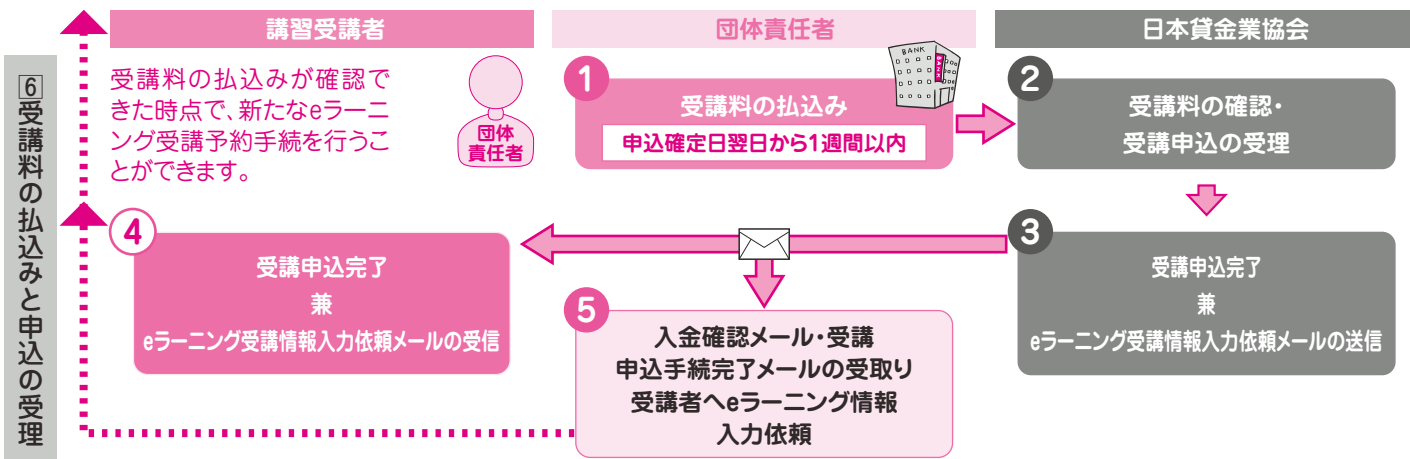 6 受講料の払込みと申込の受理
講習受講者
団体責任者
日本貸金業協会
受講料の払込みが確認で
きた時点で、新たなeラーニ
ング受講予約手続を行うこ
とができます。
団体
責任者
1
BANK
受講料の払込み
申込確定日翌日から1週間以内
2
受講料の確認・
受講申込の受理
3
受講申込完了
兼
eラーニング受講情報入力依頼メールの送信
4
受講申込完了
兼
eラーニング受講情報入力依頼メールの受信
5
入金確認メール・受講
申込手続完了メールの受取り
受講者へeラーニング情報
入力依頼